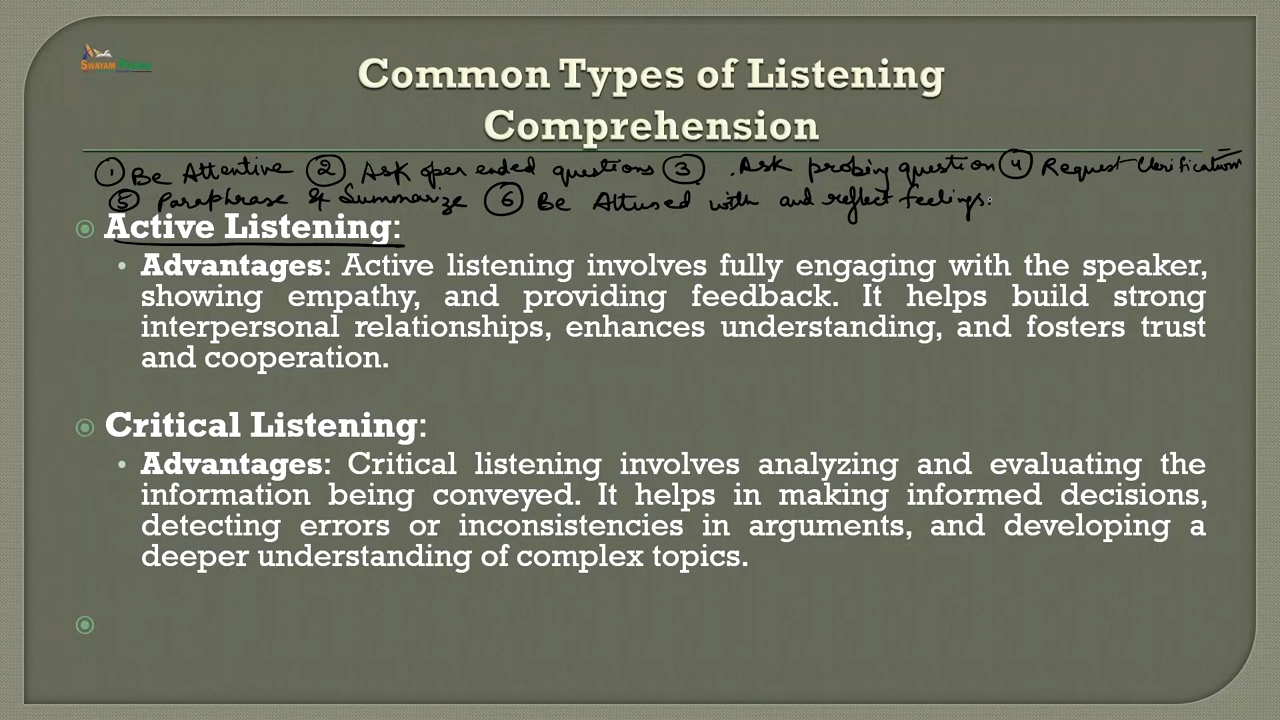 SWAYAM PRABHA
Common Types of Listening
Comprehension
① Be Attentive ② Ask open ended questions ③ . Ask probing question ④ Request Clarification
⑤ Paraphrase & Summarize ⑥ Be Attused with and reflect feelings.
Active Listening:
• Advantages: Active listening involves fully engaging with the speaker,
showing empathy, and providing feedback. It helps build strong
interpersonal relationships, enhances understanding, and fosters trust
and cooperation.
Critical Listening:
• Advantages: Critical listening involves analyzing and evaluating the
information being conveyed. It helps in making informed decisions,
detecting errors or inconsistencies in arguments, and developing a
deeper understanding of complex topics.